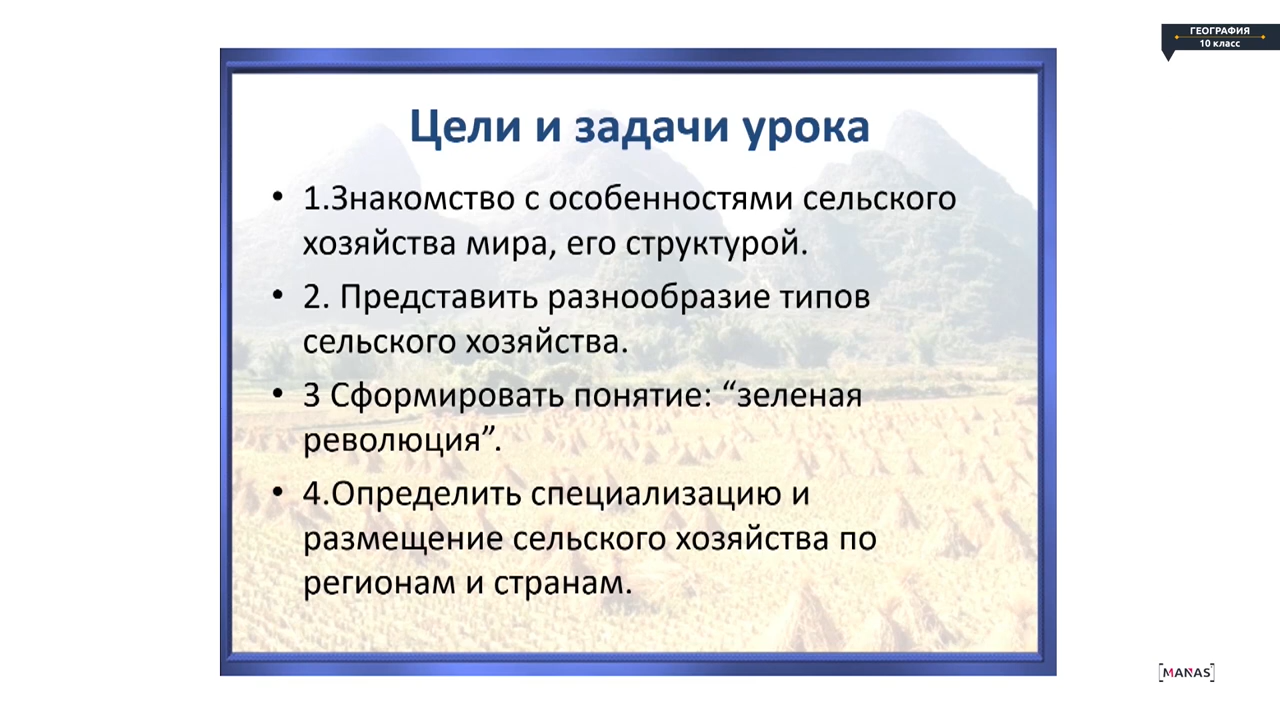 ГЕОГРАФИЯ
10 класс
Цели и задачи урока
• 1.Знакомство с особенностями сельского
хозяйства мира, его структурой.
• 2. Представить разнообразие типов
сельского хозяйства.
• 3 Сформировать понятие: “зеленая
революция”.
• 4.Определить специализацию и
размещение сельского хозяйства по
регионам и странам.
[MANAS]